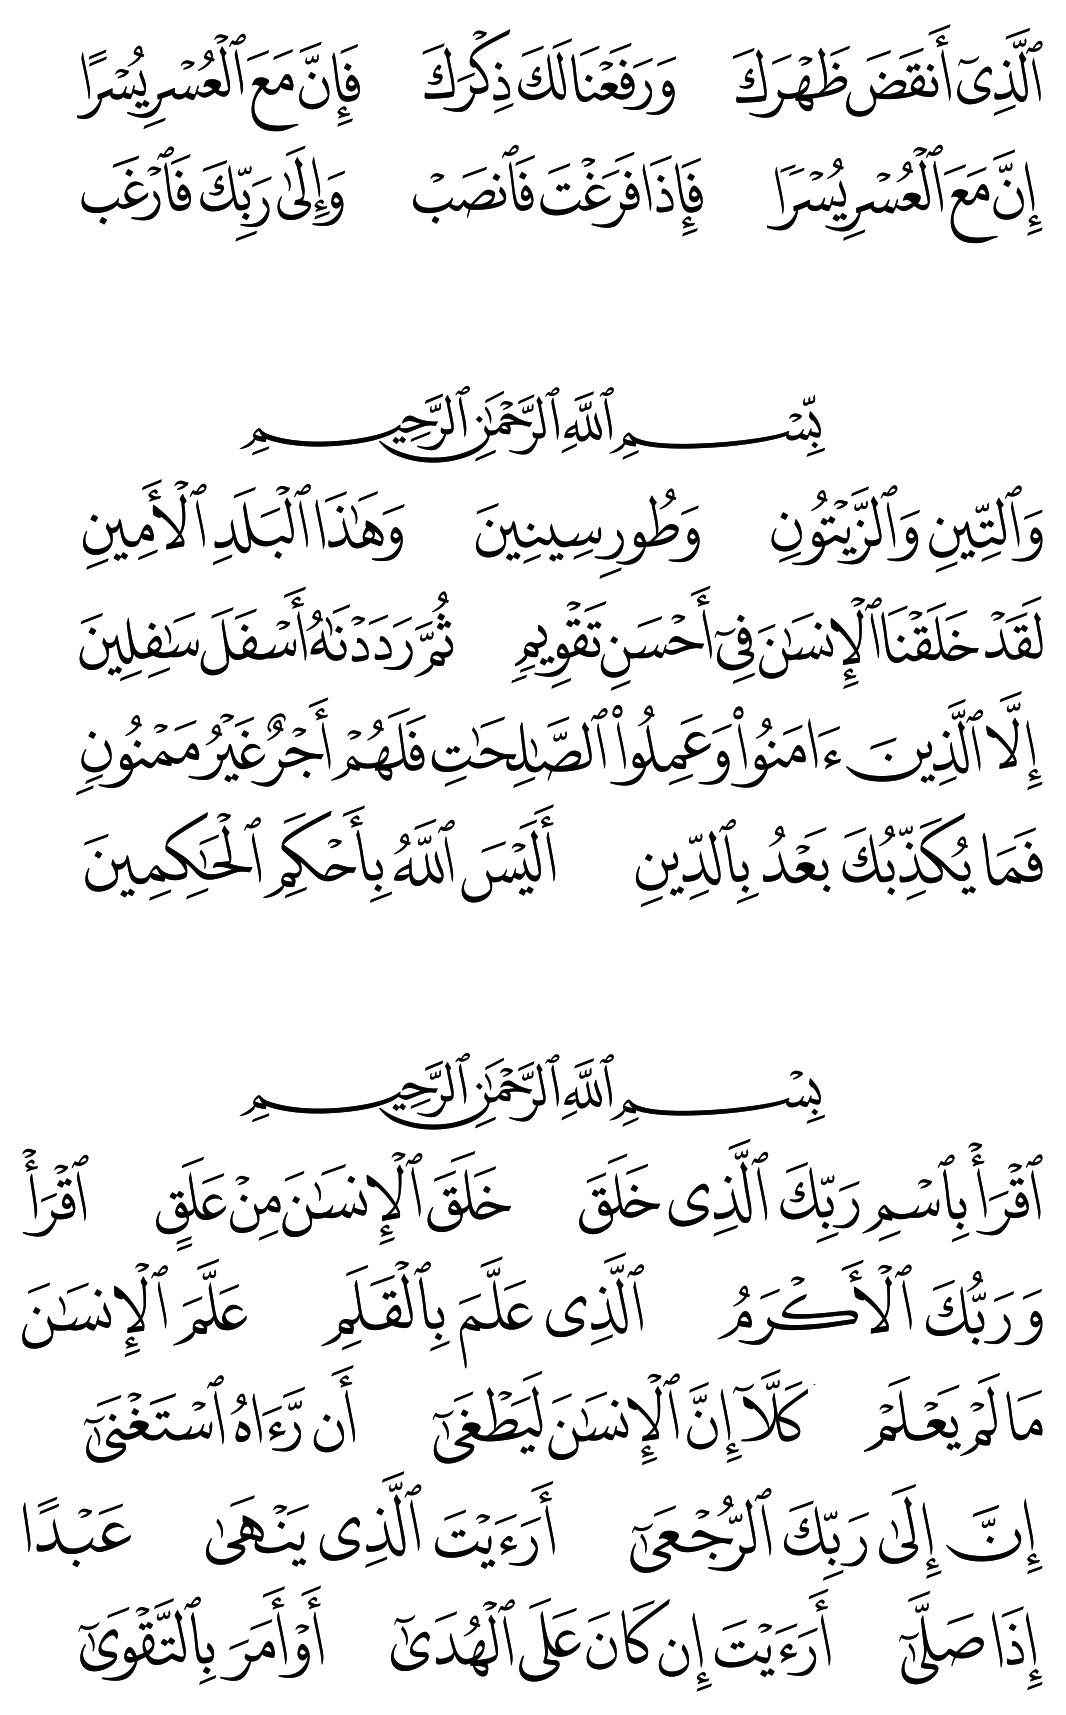 ٱلَّذِىٓ أَنقَضَ ظَهْرَكَ وَرَفَعْنَا لَكَ ذِكْرَكَ فَإِنَّ مَعَ ٱلْعُسْرِ يُسْرًا
إِنَّ مَعَ ٱلْعُسْرِ يُسْرًا فَإِذَا فَرَغْتَ فَٱنصَبْ وَإِلَىٰ رَبِّكَ فَٱرْغَب
بِّسْمِ ٱللَّهِ ٱلرَّحْمَٰنِ ٱلرَّحِيمِ
وَٱلتِّينِ وَٱلزَّيْتُونِ وَطُورِ سِينِينَ وَهَٰذَا ٱلْبَلَدِ ٱلْأَمِينِ
لَقَدْ خَلَقْنَا ٱلْإِنسَٰنَ فِىٓ أَحْسَنِ تَقْوِيمٍ ثُمَّ رَدَدْنَٰهُ أَسْفَلَ سَٰفِلِينَ
إِلَّا ٱلَّذِينَ ءَامَنُوا۟ وَعَمِلُوا۟ ٱلصَّٰلِحَٰتِ فَلَهُمْ أَجْرٌ غَيْرُ مَمْنُونٍ
فَمَا يُكَذِّبُكَ بَعْدُ بِٱلدِّينِ أَلَيْسَ ٱللَّهُ بِأَحْكَمِ ٱلْحَٰكِمِينَ
بِسْمِ ٱللَّهِ ٱلرَّحْمَٰنِ ٱلرَّحِيمِ
ٱقْرَأْ بِٱسْمِ رَبِّكَ ٱلَّذِى خَلَقَ خَلَقَ ٱلْإِنسَٰنَ مِنْ عَلَقٍ ٱقْرَأْ
وَرَبُّكَ ٱلْأَكْرَمُ ٱلَّذِى عَلَّمَ بِٱلْقَلَمِ عَلَّمَ ٱلْإِنسَٰنَ
مَا لَمْ يَعْلَمْ كَلَّآ إِنَّ ٱلْإِنسَٰنَ لَيَطْغَىٰٓ أَن رَّءَاهُ ٱسْتَغْنَىٰٓ
إِنَّ إِلَىٰ رَبِّكَ ٱلرُّجْعَىٰٓ أَرَءَيْتَ ٱلَّذِى يَنْهَىٰ عَبْدًا
إِذَا صَلَّىٰٓ أَرَءَيْتَ إِن كَانَ عَلَى ٱلْهُدَىٰٓ أَوْ أَمَرَ بِٱلتَّقْوَىٰٓ